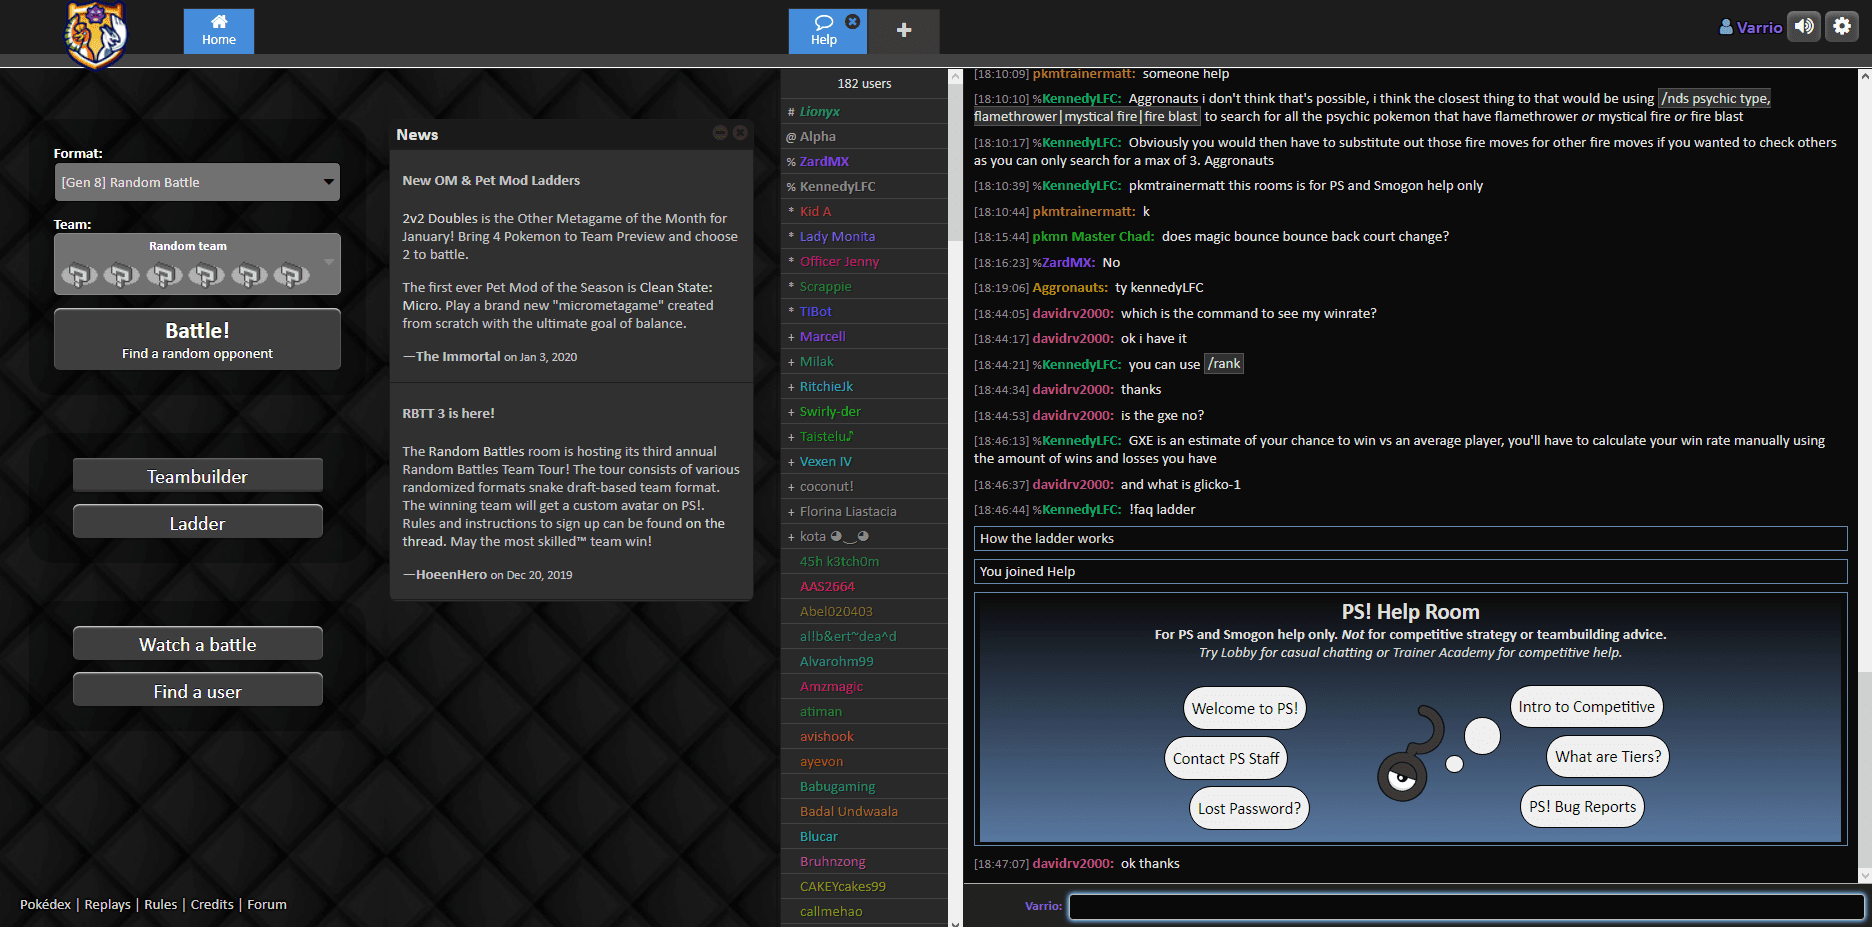 Home
Help
Varrio
Format:
[Gen 8] Random Battle
Team:
Random team
Battle!
Find a random opponent
Teambuilder
Ladder
Watch a battle
Find a user
Pokédex | Replays | Rules | Credits | Forum
News
New OM & Pet Mod Ladders
2v2 Doubles is the Other Metagame of the Month for
January! Bring 4 Pokemon to Team Preview and choose
2 to battle.
The first ever Pet Mod of the Season is Clean State:
Micro. Play a brand new "micrometagame" created
from scratch with the ultimate goal of balance.
—The Immortal on Jan 3, 2020
RBTT 3 is here!
The Random Battles room is hosting its third annual
Random Battles Team Tour! The tour consists of various
randomized formats snake draft-based team format.
The winning team will get a custom avatar on PS!.
Rules and instructions to sign up can be found on the
thread. May the most skilled™ team win!
—HoeenHero on Dec 20, 2019
182 users
# Lionyx
@ Alpha
% ZardMX
% KennedyLFC
* Kid A
* Lady Monita
* Officer Jenny
* Scrappie
* TIBot
+ Marcell
+ Milak
+ RitchieJk
+ Swirly-der
+ Taistelu♪
+ Vexen IV
+ coconut!
+ Florina Liastacia
+ kota ◕‿◕
45h k3tch0m
AAS2664
Abel020403
al|b&ert~dea^d
Alvarohm99
Amzmagic
atiman
avishook
ayevon
Babugaming
Badal Undwaala
Blucar
Bruhnzong
CAKEYcakes99
callmehao
[18:10:09] pkmtrainermatt: someone help
[18:10:10] %KennedyLFC: Aggronauts i don't think that's possible, i think the closest thing to that would be using /nds psychic type,
flamethrower|mystical fire|fire blast to search for all the psychic pokemon that have flamethrower or mystical fire or fire blast
[18:10:17] %KennedyLFC: Obviously you would then have to substitute out those fire moves for other fire moves if you wanted to check others
as you can only search for a max of 3. Aggronauts
[18:10:39] %KennedyLFC: pkmtrainermatt this rooms is for PS and Smogon help only
[18:10:44] pkmtrainermatt: k
[18:15:44] pkmn Master Chad: does magic bounce bounce back court change?
[18:16:23] %ZardMX: No
[18:19:06] Aggronauts: ty kennedyLFC
[18:44:05] davidrv2000: which is the command to see my winrate?
[18:44:17] davidrv2000: ok i have it
[18:44:21] %KennedyLFC: you can use /rank
[18:44:34] davidrv2000: thanks
[18:44:53] davidrv2000: is the gxe no?
[18:46:13] %KennedyLFC: GXE is an estimate of your chance to win vs an average player, you'll have to calculate your win rate manually using
the amount of wins and losses you have
[18:46:37] davidrv2000: and what is glicko-1
[18:46:44] %KennedyLFC: !faq ladder
How the ladder works
You joined Help
PS! Help Room
For PS and Smogon help only. Not for competitive strategy or teambuilding advice.
Try Lobby for casual chatting or Trainer Academy for competitive help.
Welcome to PS!
Contact PS Staff
Lost Password?
Intro to Competitive
What are Tiers?
PS! Bug Reports
[18:47:07] davidrv2000: ok thanks
Varrio: